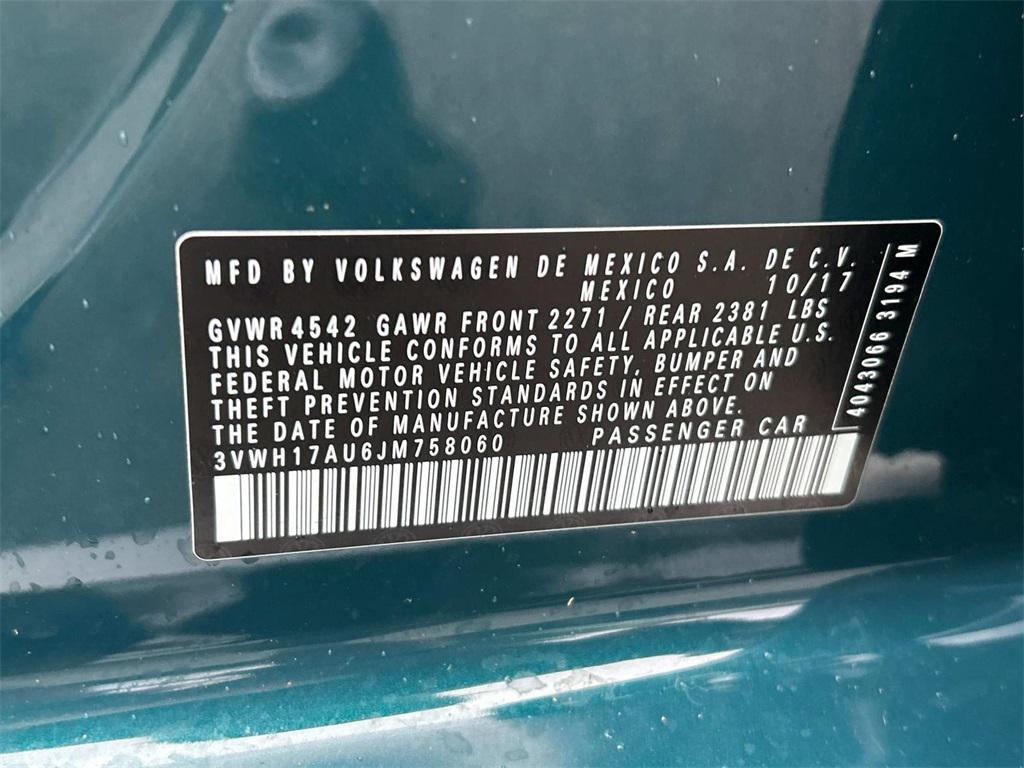 MFD BY VOLKSWAGEN DE MEXICO S.A. DE C.V.
MEXICO 10/17
GVWR 4542 GAWR FRONT 2271 / REAR 2381 LBS
THIS VEHICLE CONFORMS TO ALL APPLICABLE U.S.
FEDERAL MOTOR VEHICLE SAFETY, BUMPER AND
THEFT PREVENTION STANDARDS IN EFFECT ON
THE DATE OF MANUFACTURE SHOWN ABOVE.
3VWH17AU6JM758060 PASSENGER CAR
4043066 3194 M